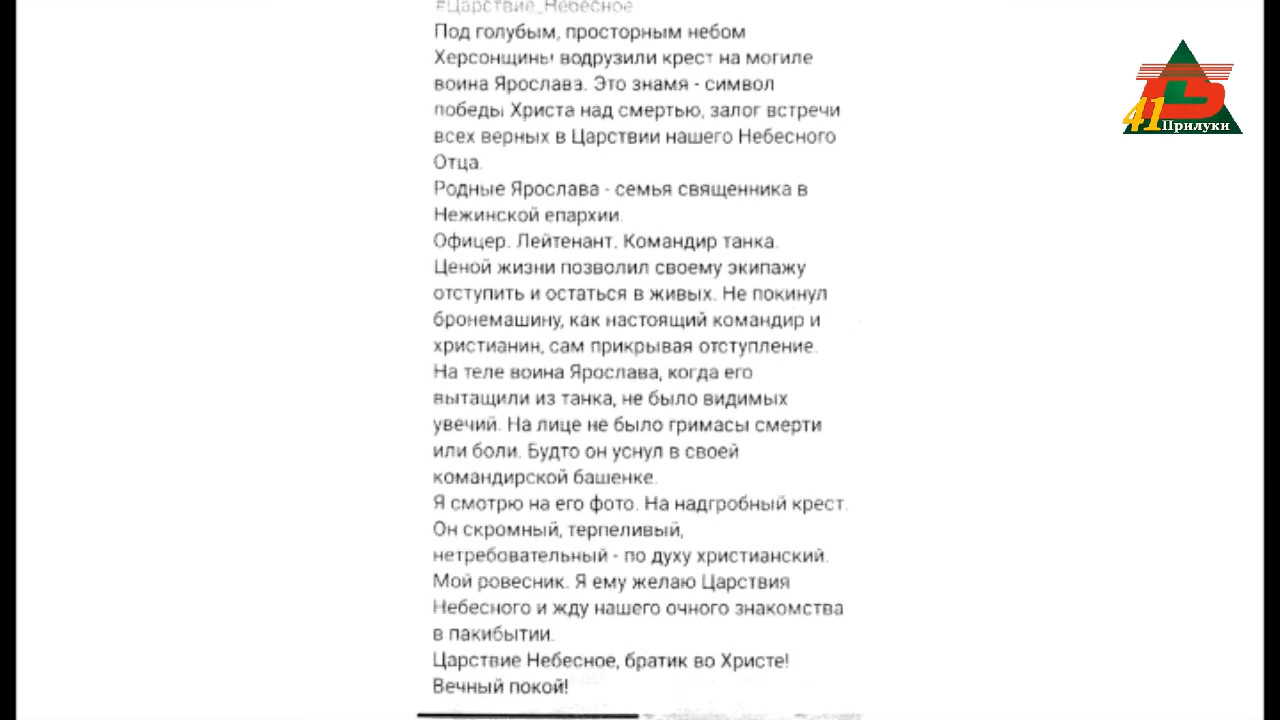 #Царствие_Небесное
Под голубым, просторным небом
Херсонщины водрузили крест на могиле
воина Ярослава. Это знамя - символ
победы Христа над смертью, залог встречи
всех верных в Царствии нашего Небесного
Отца.
Родные Ярослава - семья священника в
Нежинской епархии.
Офицер. Лейтенант. Командир танка.
Ценой жизни позволил своему экипажу
отступить и остаться в живых. Не покинул
бронемашину, как настоящий командир и
христианин, сам прикрывая отступление.
На теле воина Ярослава, когда его
вытащили из танка, не было видимых
увечий. На лице не было гримасы смерти
или боли. Будто он уснул в своей
командирской башенке.
Я смотрю на его фото. На надгробный крест.
Он скромный, терпеливый,
нетребовательный - по духу христианский.
Мой ровесник. Я ему желаю Царствия
Небесного и жду нашего очного знакомства
в пакибытии.
Царствие Небесное, братик во Христе!
Вечный покой!
41 Прилуки